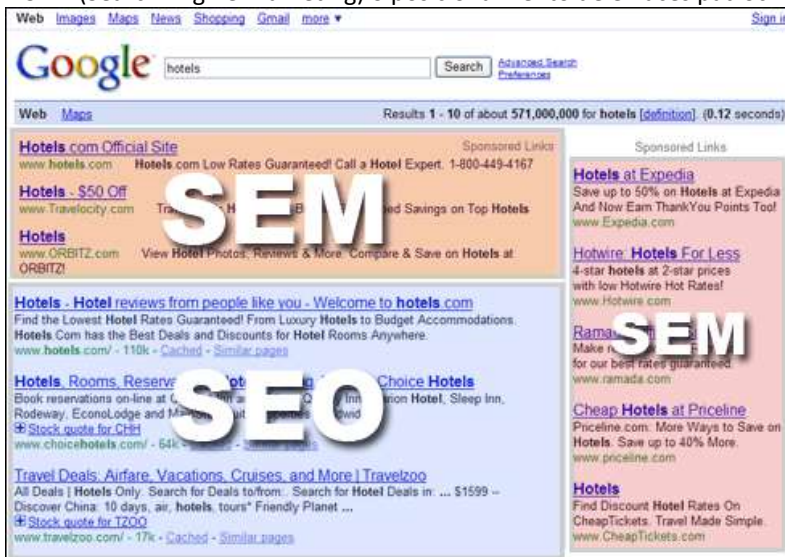 Web Images Maps News Shopping Gmail more ▼ Sign in
Google hotels Search Advanced Search
Preferences
Web Maps Results 1 - 10 of about 571,000,000 for hotels [definition]. (0.12 seconds)
Hotels.com Official Site Sponsored Links
www.hotels.com Hotels.com Low Rates Guaranteed! Call a Hotel Expert. 1-800-449-4167
Hotels - $50 Off
www.Travelocity.com Savings on Top Hotels
Hotels
www.ORBITZ.com View Hotel Photos, Reviews & More. Compare & Save on Hotels at
ORBITZ!
SEM
Hotels - Hotel reviews from people like you - Welcome to hotels.com
Find the Lowest Hotel Rates Guaranteed! From Luxury Hotels to Budget Accommodations.
Hotels.Com has the Best Deals and Discounts for Hotel Rooms Anywhere.
www.hotels.com/ - 110k - Cached - Similar pages
Hotels, Rooms, Choice Hotels
Book reservations on-line at Hotel, Sleep Inn,
Rodeway, EconoLodge and
Stock quote for CHH
www.choicehotels.com/ - 64k - Similar pages
SEO
Travel Deals, Airfare, Vacations, Cruises, and More | Travelzoo
All Deals | Hotels Only. Search for Deals to/from:. Search for Hotel Deals in: ... $1599 --
Discover China: 10 days, air, hotels, tours* Friendly Planet ...
Stock quote for TZOO
www.travelzoo.com/ - 17k - Cached - Similar pages
Sponsored Links
Hotels at Expedia
Save up to 50% on Hotels at Expedia
And Now Earn ThankYou Points Too!
www.Expedia.com
Hotwire: Hotels For Less
4-star hotels at 2-star prices
with low Hotwire Hot Rates!
www.Hotwire.com
Make
for our best rates guaranteed
www.ramada.com
SEM
Cheap Hotels at Priceline
Priceline.com: More Ways to Save on
Hotels. Save up to 40% More.
www.priceline.com
Hotels
Find Discount Hotel Rates On
CheapTickets. Travel Made Simple.
www.CheapTickets.com